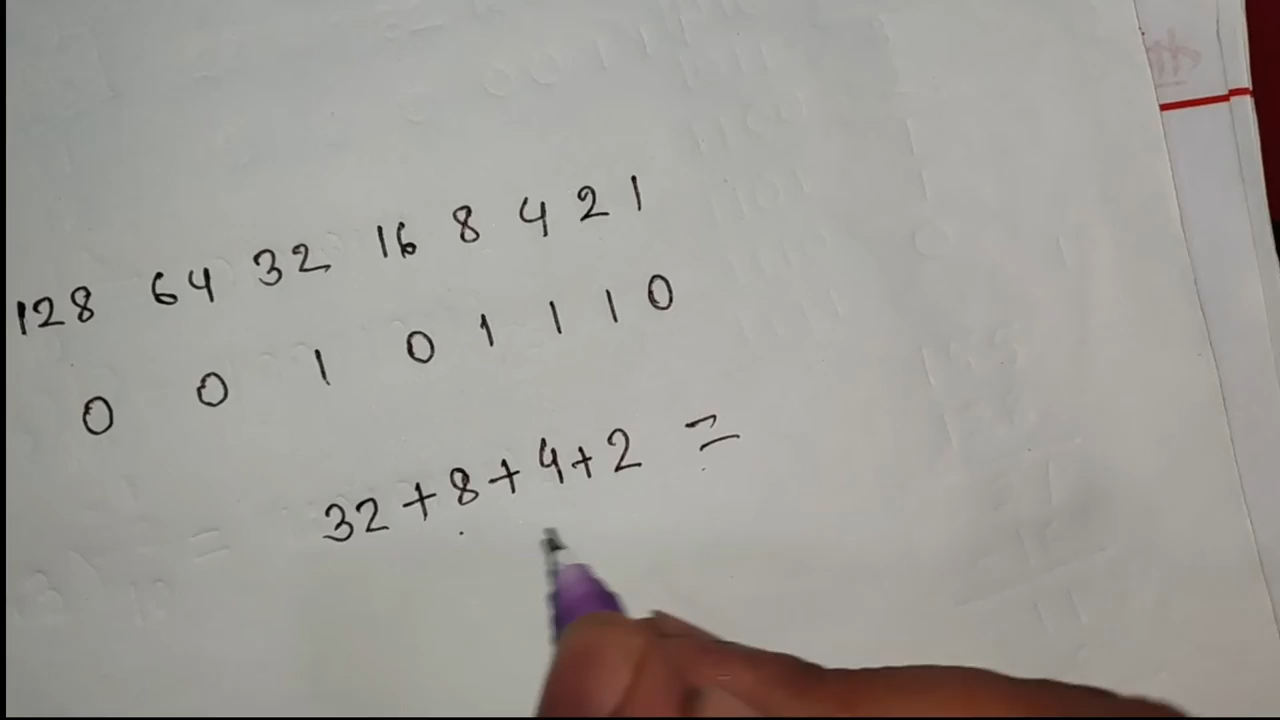 128 64 32 16 8 4 2 1
0 0 1 0 1 1 1 0
32 + 8 + 4 + 2 =